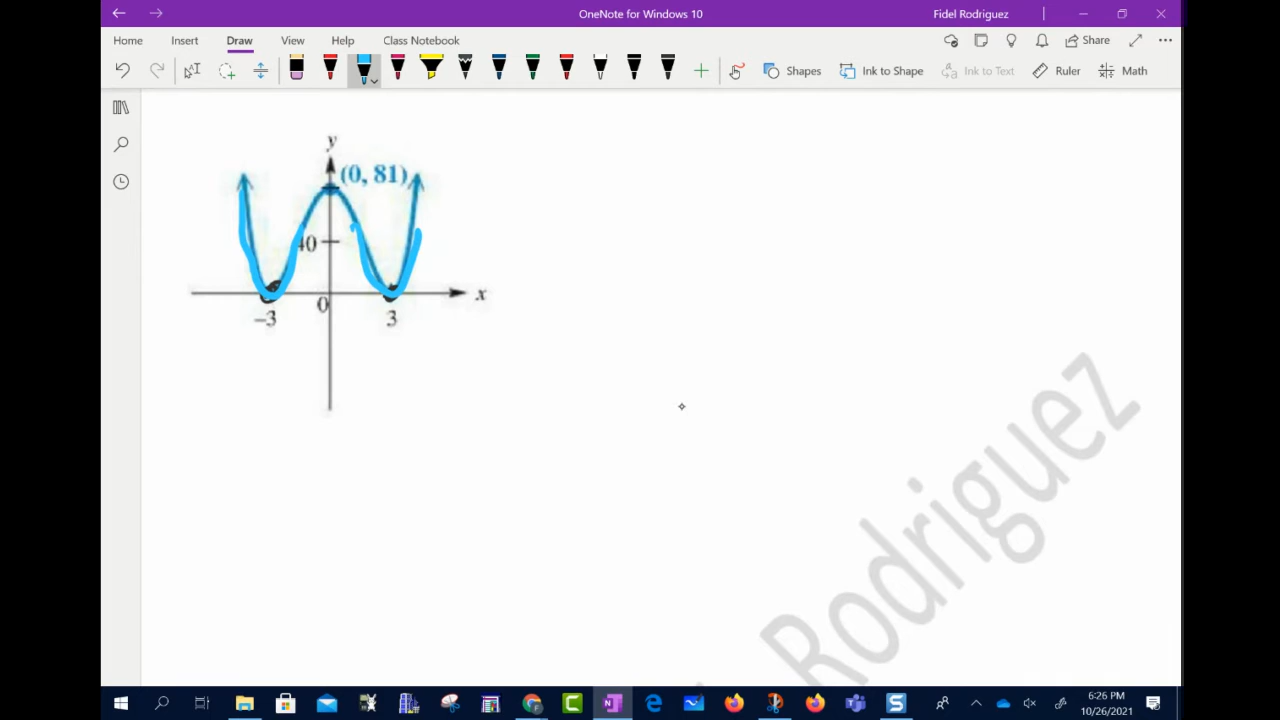 OneNote for Windows 10
Fidel Rodriguez
Home
Insert
Draw
View
Help
Class Notebook
Share
Shapes
Ink to Shape
Ink to Text
Ruler
Math
y
(0, 81)
40
0
x
–3
3
Rodriguez
6:26 PM
10/26/2021